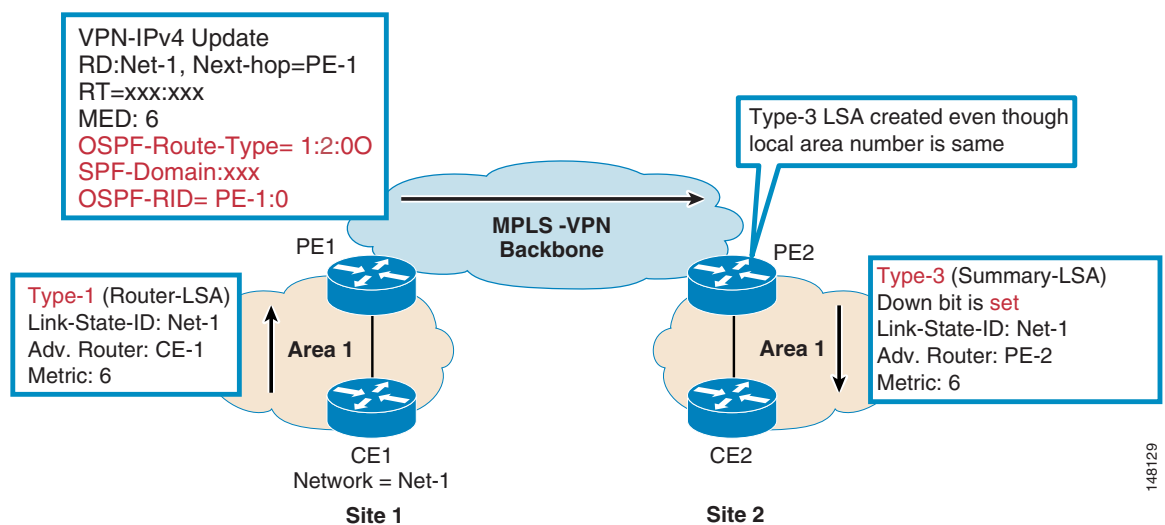 VPN-IPv4 Update
RD:Net-1, Next-hop=PE-1
RT=xxx:xxx
MED: 6
OSPF-Route-Type= 1:2:0O
SPF-Domain:xxx
OSPF-RID= PE-1:0
Type-3 LSA created even though
local area number is same
MPLS -VPN
Backbone
PE1
PE2
Type-1 (Router-LSA)
Link-State-ID: Net-1
Adv. Router: CE-1
Metric: 6
Area 1
Area 1
Type-3 (Summary-LSA)
Down bit is set
Link-State-ID: Net-1
Adv. Router: PE-2
Metric: 6
CE1
Network = Net-1
CE2
Site 1
Site 2
148129